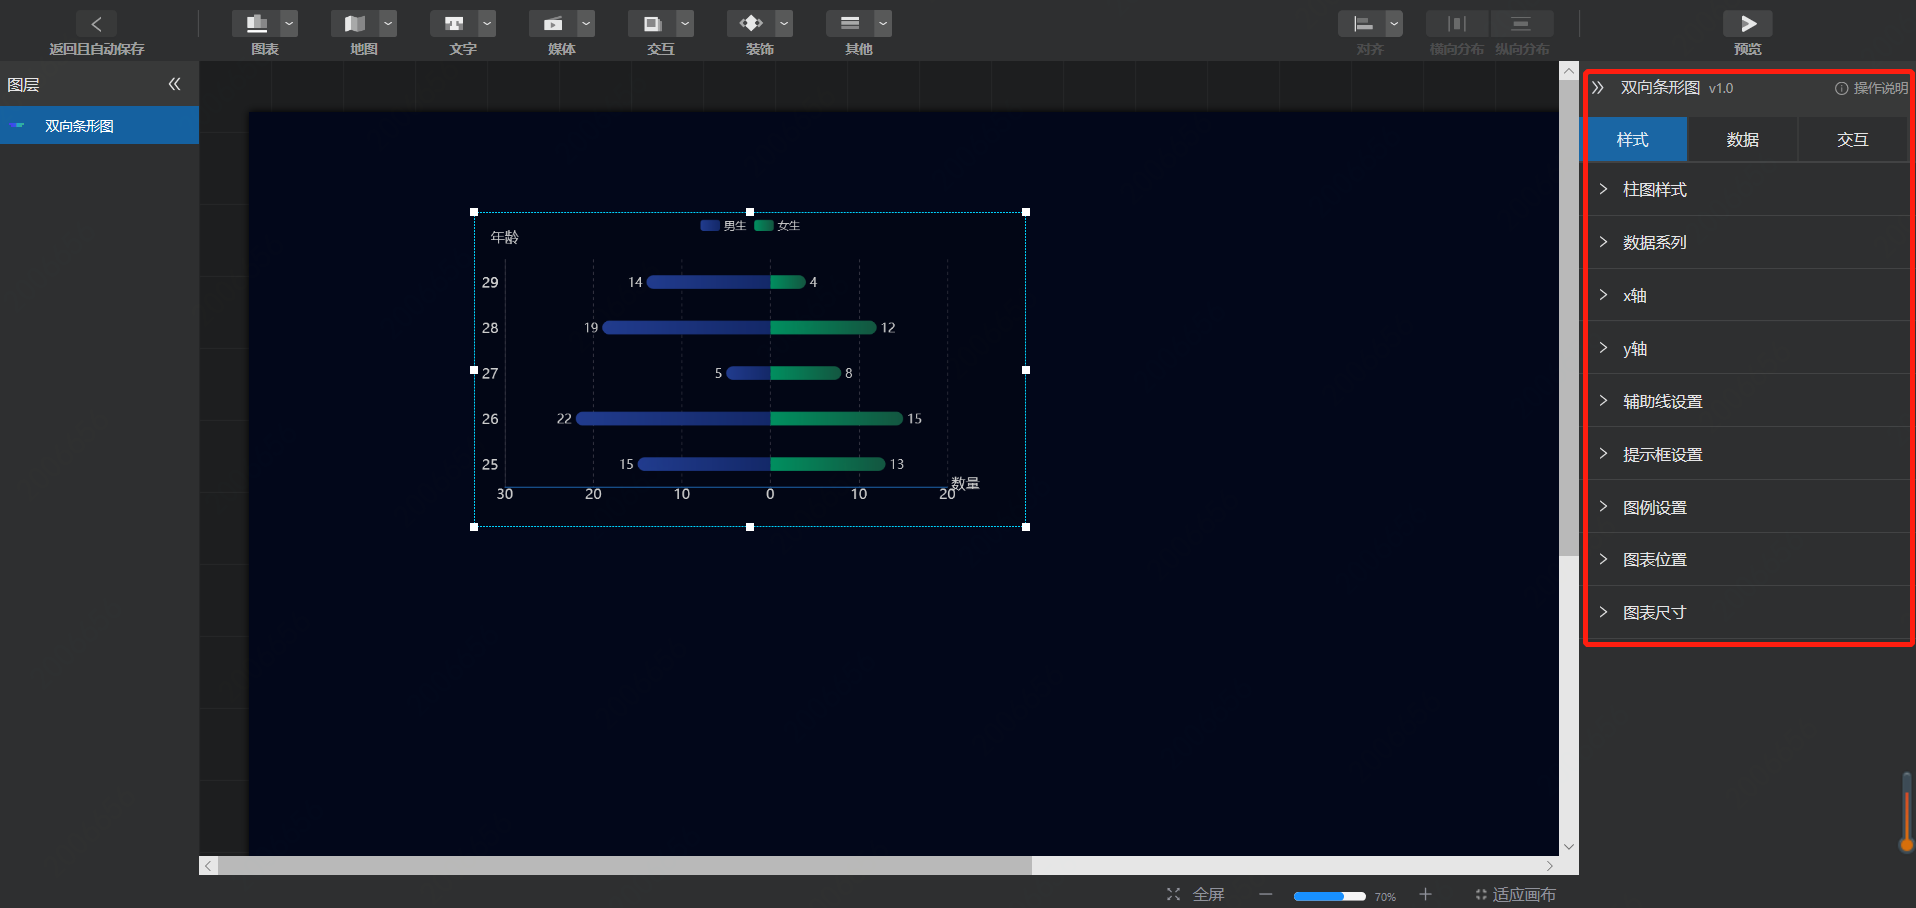 返回且自动保存
图表
地图
文字
媒体
交互
装饰
其他
对齐
横向分布
纵向分布
预览
图层
双向条形图
男生 女生
年龄
29 14 4
28 19 12
27 5 8
26 22 15
25 15 13
30 20 10 0 10 20 数量
双向条形图 v1.0 操作说明
样式 数据 交互
柱图样式
数据系列
x轴
y轴
辅助线设置
提示框设置
图例设置
图表位置
图表尺寸
全屏 70% 适应画布